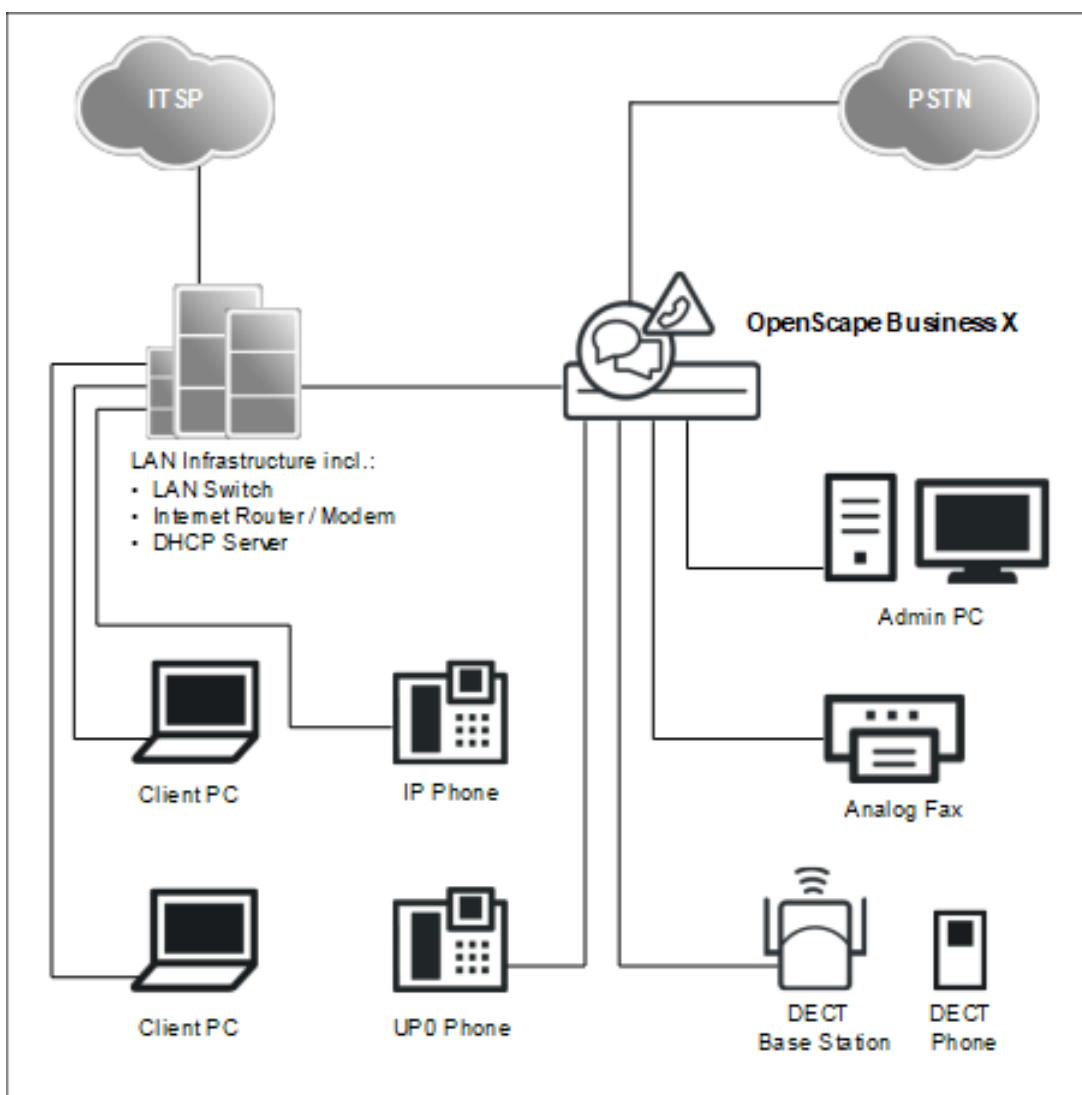 ITSP
PSTN
OpenScape Business X
LAN Infrastructure incl.:
• LAN Switch
• Internet Router / Modem
• DHCP Server
Admin PC
Client PC
IP Phone
Analog Fax
Client PC
UP0 Phone
DECT
Base Station
DECT
Phone